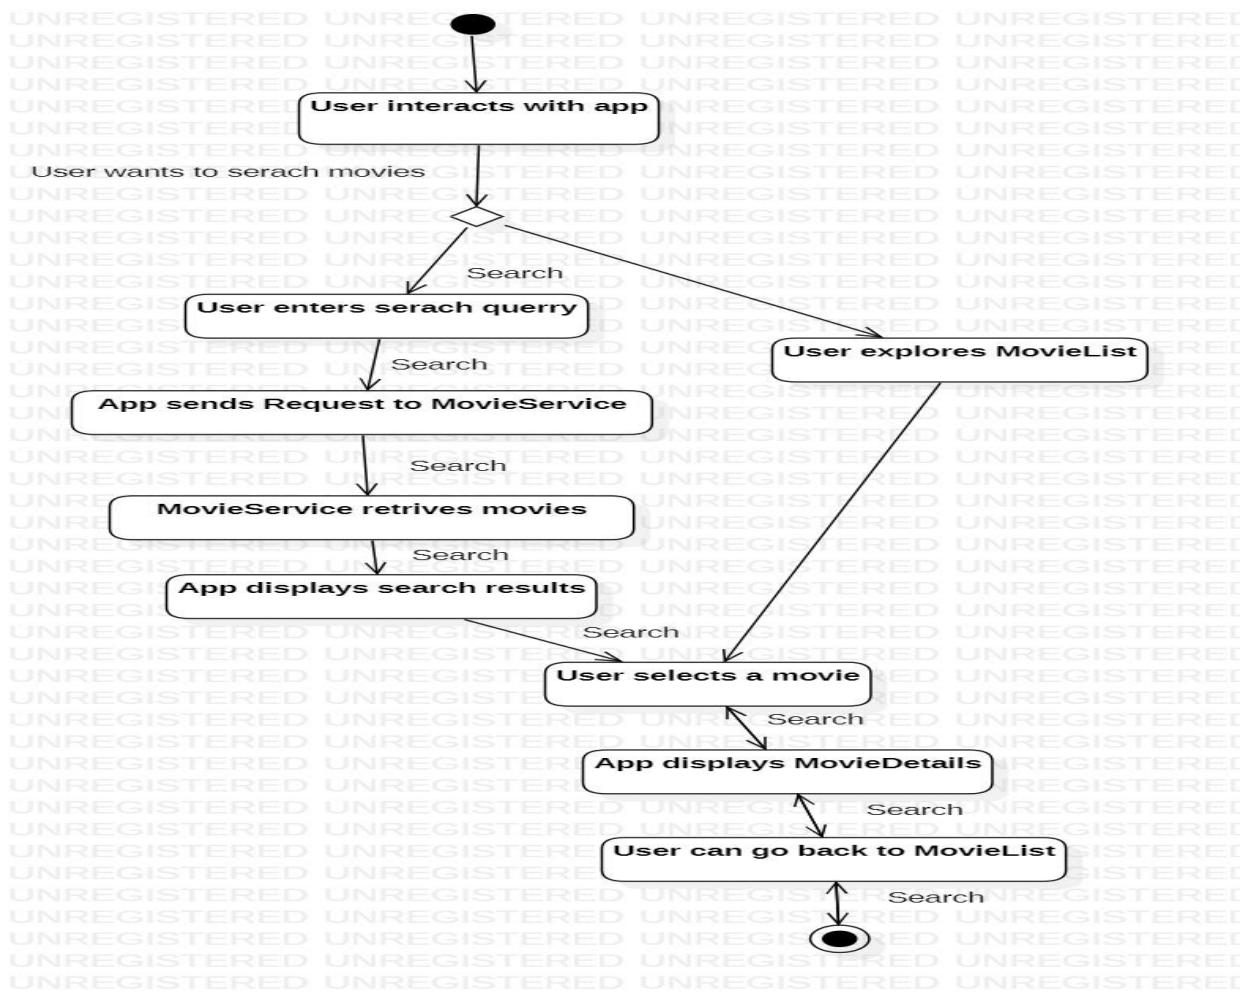 User interacts with app
User wants to serach movies
Search
User enters serach querry
User explores MovieList
Search
App sends Request to MovieService
Search
MovieService retrives movies
Search
App displays search results
Search
User selects a movie
Search
App displays MovieDetails
Search
User can go back to MovieList
Search
UNREGISTERED